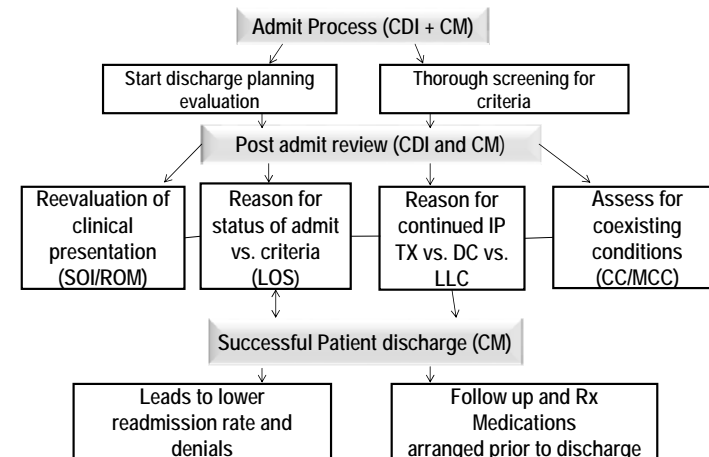 Admit Process (CDI + CM)
Start discharge planning
evaluation
Thorough screening for
criteria
Post admit review (CDI and CM)
Reevaluation of
clinical
presentation
(SOI/ROM)
Reason for
status of admit
vs. criteria
(LOS)
Reason for
continued IP
TX vs. DC vs.
LLC
Assess for
coexisting
conditions
(CC/MCC)
Successful Patient discharge (CM)
Leads to lower
readmission rate and
denials
Follow up and Rx
Medications
arranged prior to discharge